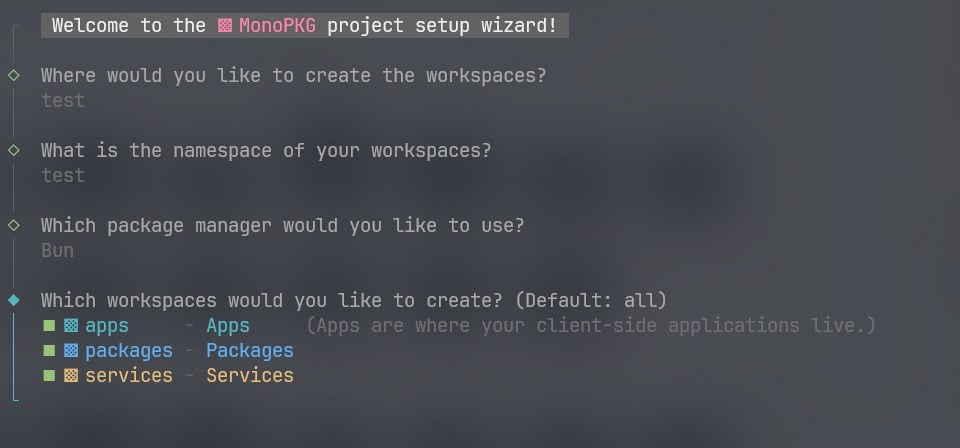 Welcome to the ▩ MonoPKG project setup wizard!
Where would you like to create the workspaces?
test
What is the namespace of your workspaces?
test
Which package manager would you like to use?
Bun
Which workspaces would you like to create? (Default: all)
apps - Apps (Apps are where your client-side applications live.)
packages - Packages
services - Services